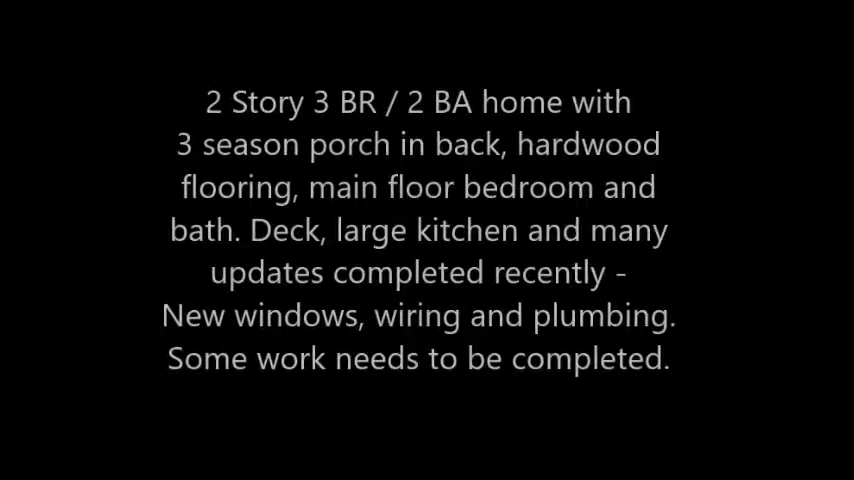 2 Story 3 BR / 2 BA home with
3 season porch in back, hardwood
flooring, main floor bedroom and
bath. Deck, large kitchen and many
updates completed recently -
New windows, wiring and plumbing.
Some work needs to be completed.